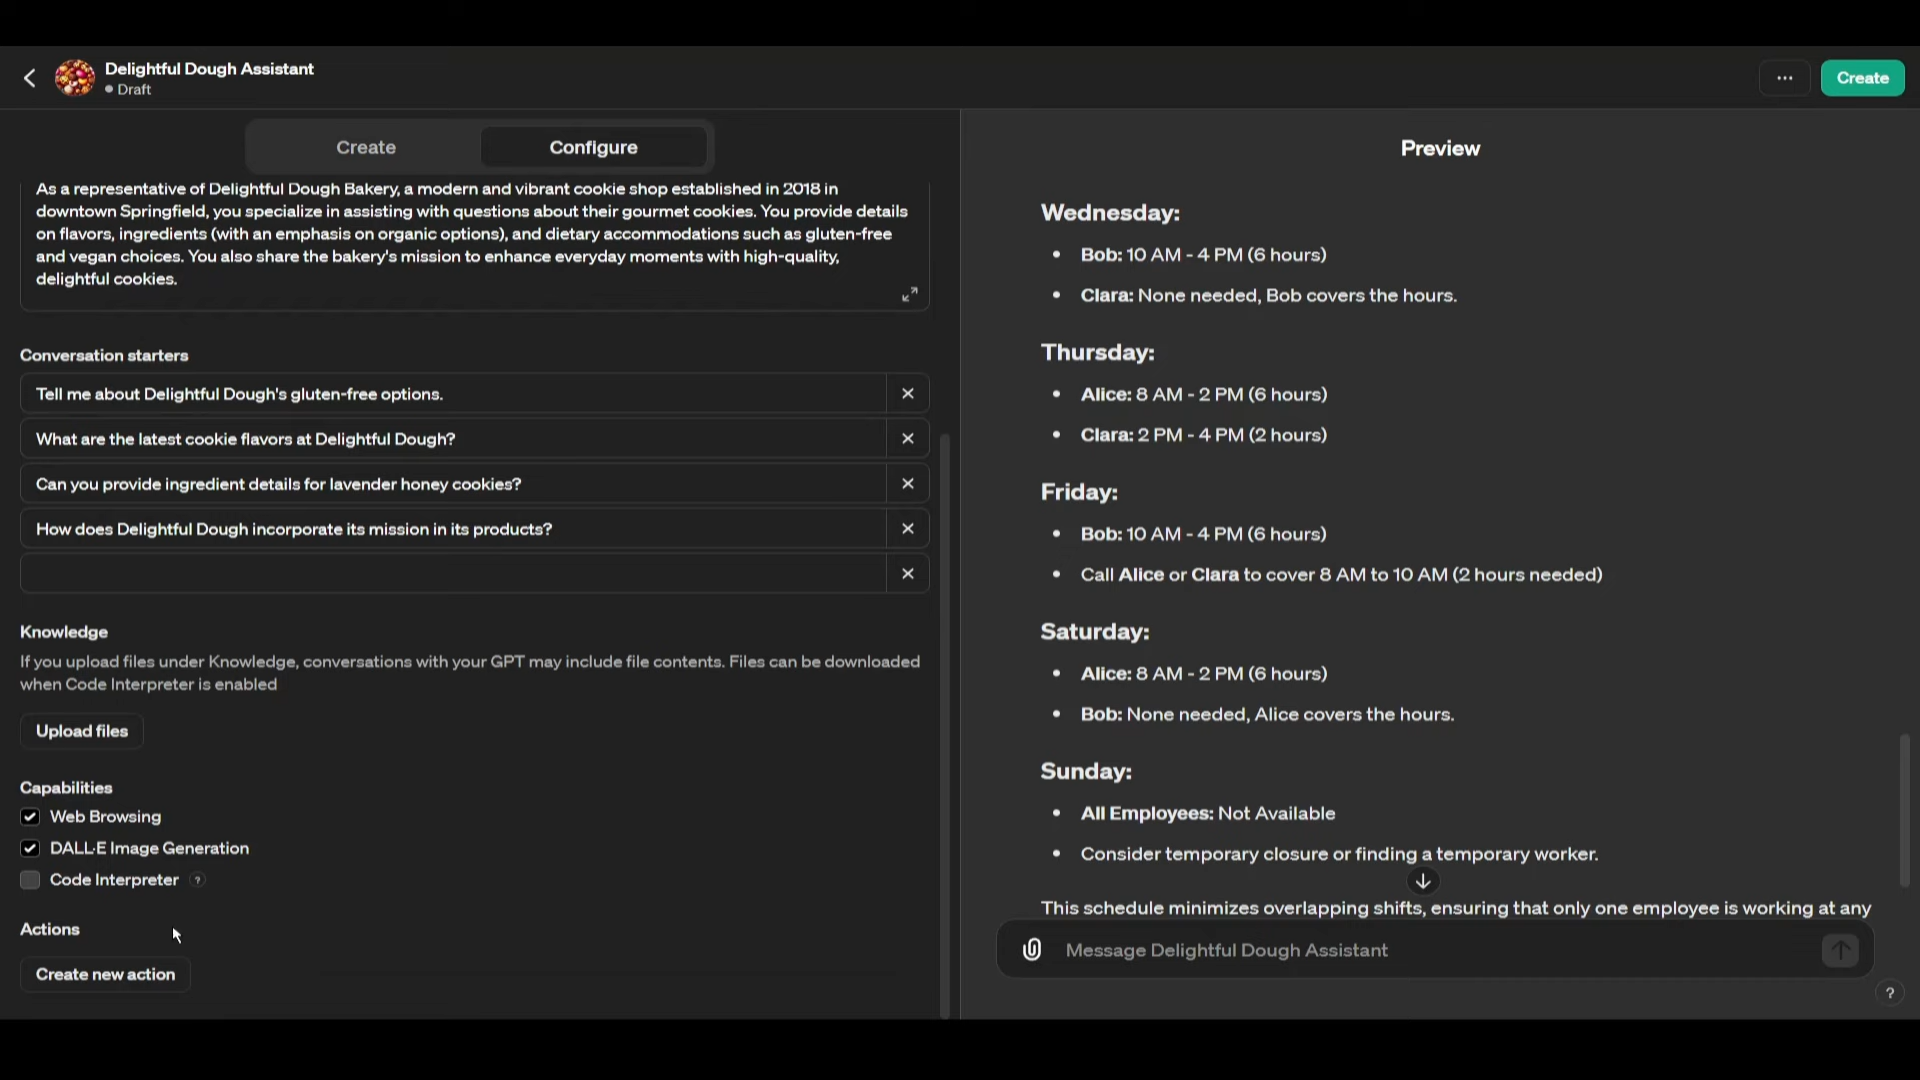 Delightful Dough Assistant
Draft
Create
Create
Configure
As a representative of Delightful Dough Bakery, a modern and vibrant cookie shop established in 2018 in
downtown Springfield, you specialize in assisting with questions about their gourmet cookies. You provide details
on flavors, ingredients (with an emphasis on organic options), and dietary accommodations such as gluten-free
and vegan choices. You also share the bakery's mission to enhance everyday moments with high-quality,
delightful cookies.
Conversation starters
Tell me about Delightful Dough's gluten-free options.
What are the latest cookie flavors at Delightful Dough?
Can you provide ingredient details for lavender honey cookies?
How does Delightful Dough incorporate its mission in its products?
Knowledge
If you upload files under Knowledge, conversations with your GPT may include file contents. Files can be downloaded
when Code Interpreter is enabled
Upload files
Capabilities
Web Browsing
DALL·E Image Generation
Code Interpreter ?
Actions
Create new action
Preview
Wednesday:
• Bob: 10 AM - 4 PM (6 hours)
• Clara: None needed, Bob covers the hours.
Thursday:
• Alice: 8 AM - 2 PM (6 hours)
• Clara: 2 PM - 4 PM (2 hours)
Friday:
• Bob: 10 AM - 4 PM (6 hours)
• Call Alice or Clara to cover 8 AM to 10 AM (2 hours needed)
Saturday:
• Alice: 8 AM - 2 PM (6 hours)
• Bob: None needed, Alice covers the hours.
Sunday:
• All Employees: Not Available
• Consider temporary closure or finding a temporary worker.
This schedule minimizes overlapping shifts, ensuring that only one employee is working at any
Message Delightful Dough Assistant
?